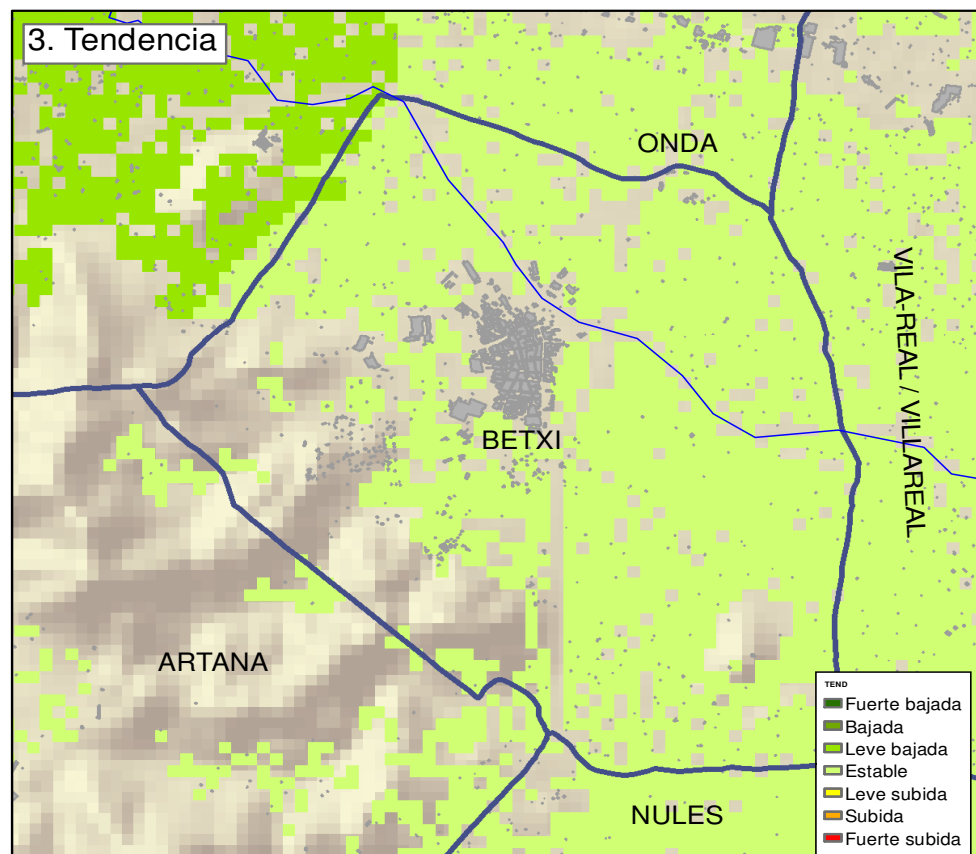 3. Tendencia
ONDA
VILA-REAL / VILLAREAL
BETXI
ARTANA
NULES
TEND
Fuerte bajada
Bajada
Leve bajada
Estable
Leve subida
Subida
Fuerte subida